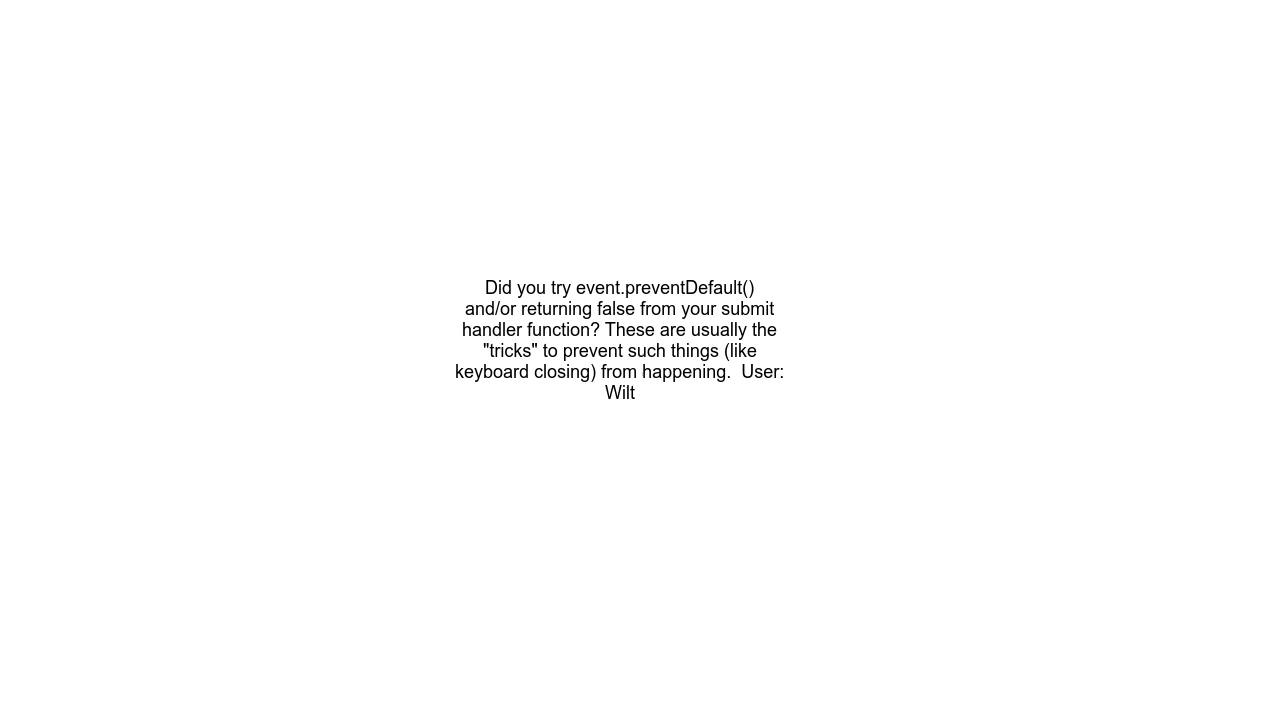 Did you try event.preventDefault()
and/or returning false from your submit
handler function? These are usually the
"tricks" to prevent such things (like
keyboard closing) from happening.  User:
Wilt